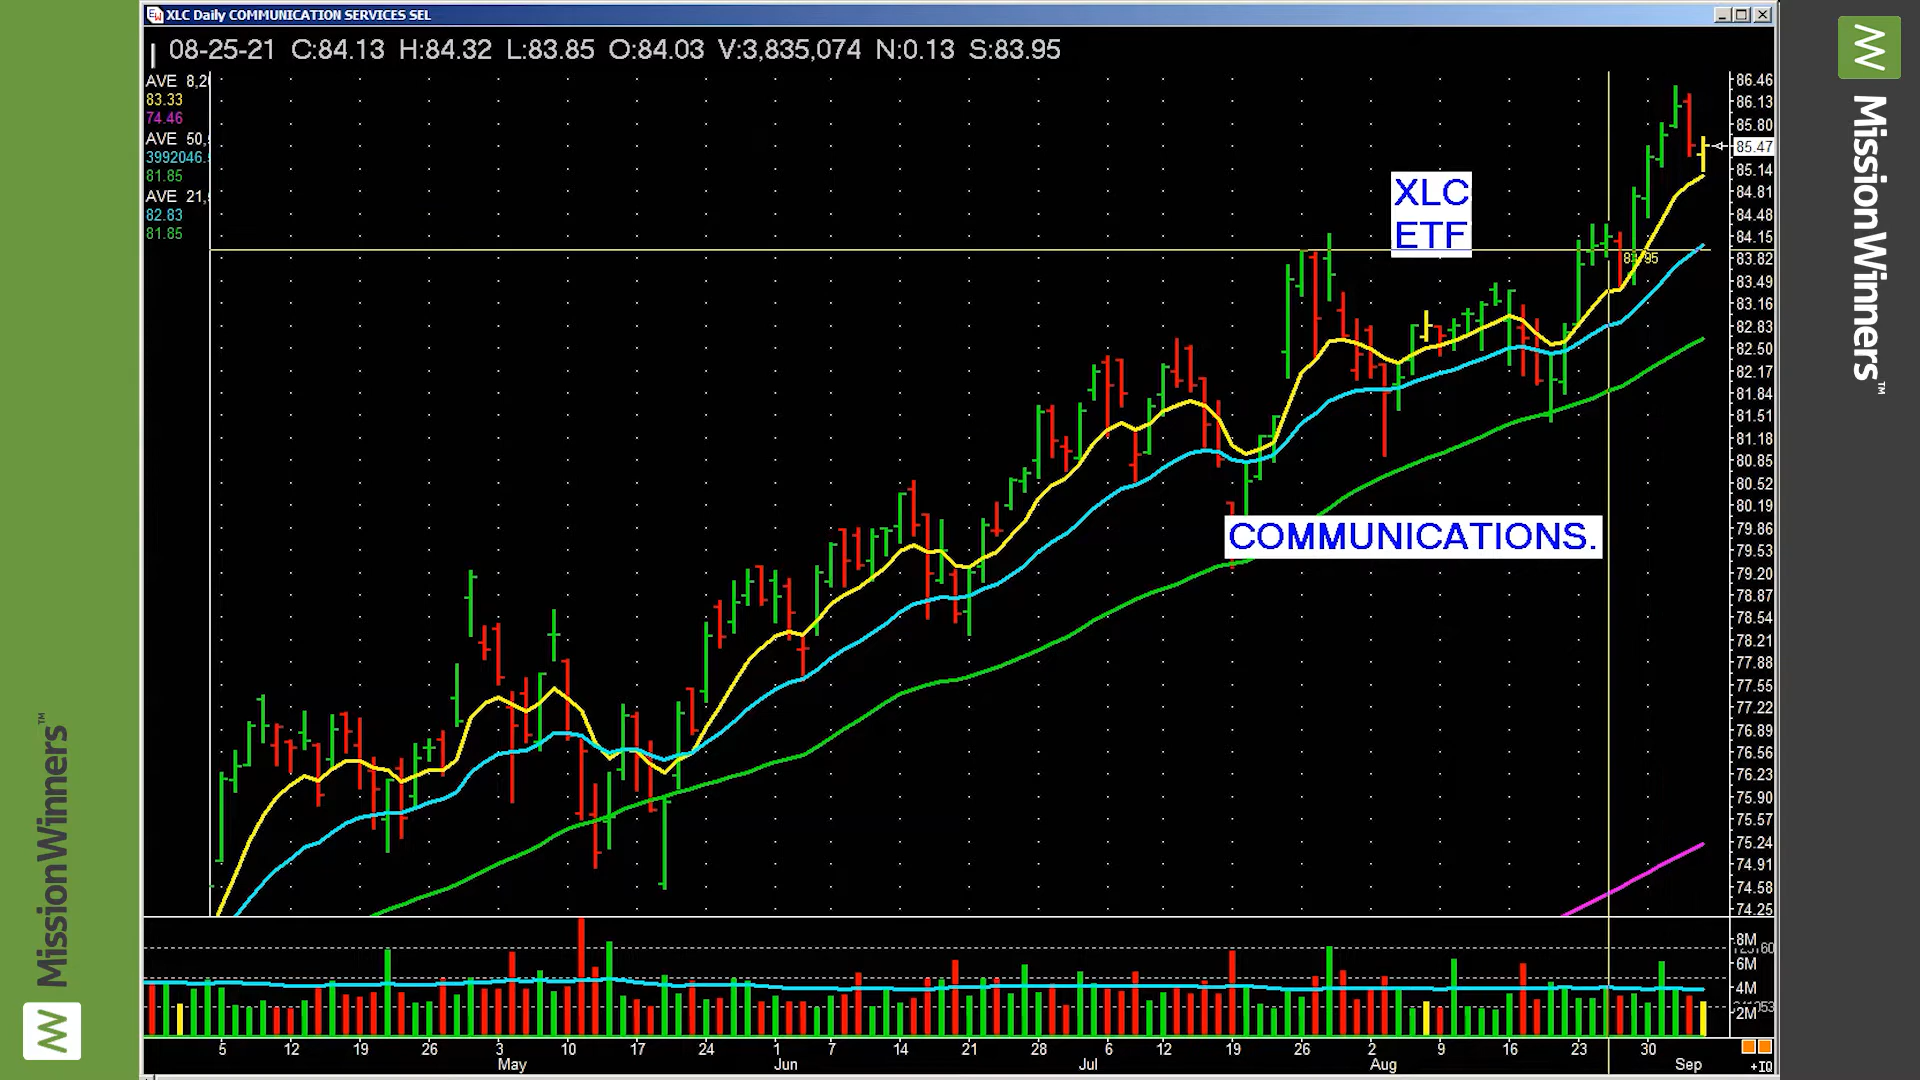 XLC Daily COMMUNICATION SERVICES SEL
08-25-21 C:84.13 H:84.32 L:83.85 O:84.03 V:3,835,074 N:0.13 S:83.95
AVE 8,2
83.33
74.46
AVE 50,
3992046.
81.85
AVE 21,
82.83
81.85
XLC
ETF
COMMUNICATIONS.
86.46
86.13
85.80
85.47
85.14
84.81
84.48
84.15
83.82
83.49
83.16
82.83
82.50
82.17
81.84
81.51
81.18
80.85
80.52
80.19
79.86
79.53
79.20
78.87
78.54
78.21
77.88
77.55
77.22
76.89
76.56
76.23
75.90
75.57
75.24
74.91
74.58
74.25
8M
6M
4M
2M
5 12 19 26 3 10 17 24 1 7 14 21 28 6 12 19 26 2 9 16 23 30
May Jun Jul Aug Sep
+IQ
MissionWinners™
MissionWinners™